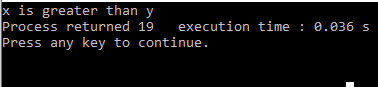 x is greater than y
Process returned 19   execution time : 0.036 s
Press any key to continue.